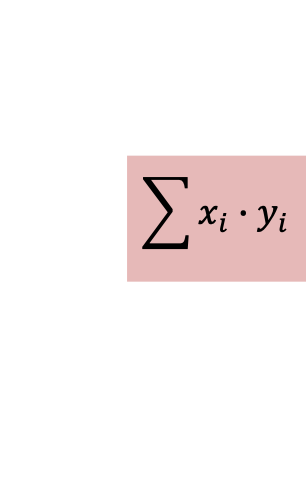 ∑ xᵢ · yᵢ